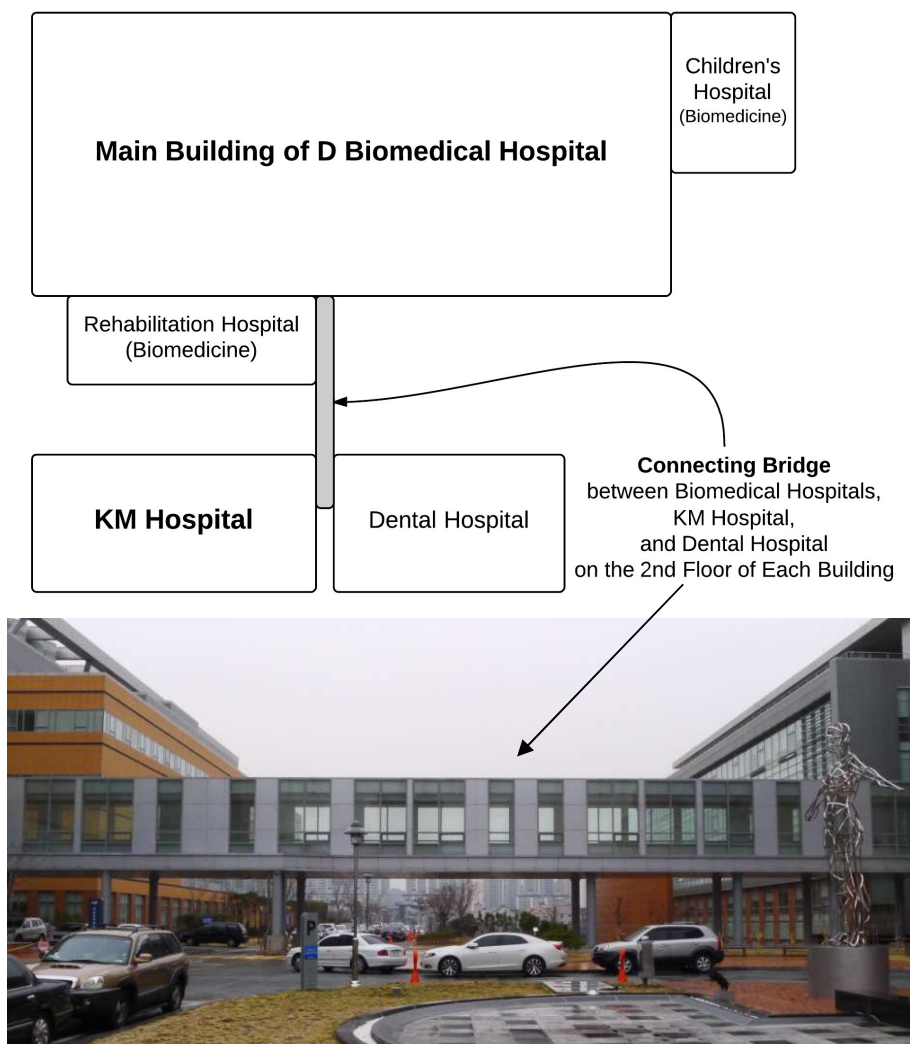 Main Building of D Biomedical Hospital
Children's
Hospital
(Biomedicine)
Rehabilitation Hospital
(Biomedicine)
KM Hospital
Dental Hospital
Connecting Bridge
between Biomedical Hospitals,
KM Hospital,
and Dental Hospital
on the 2nd Floor of Each Building
P